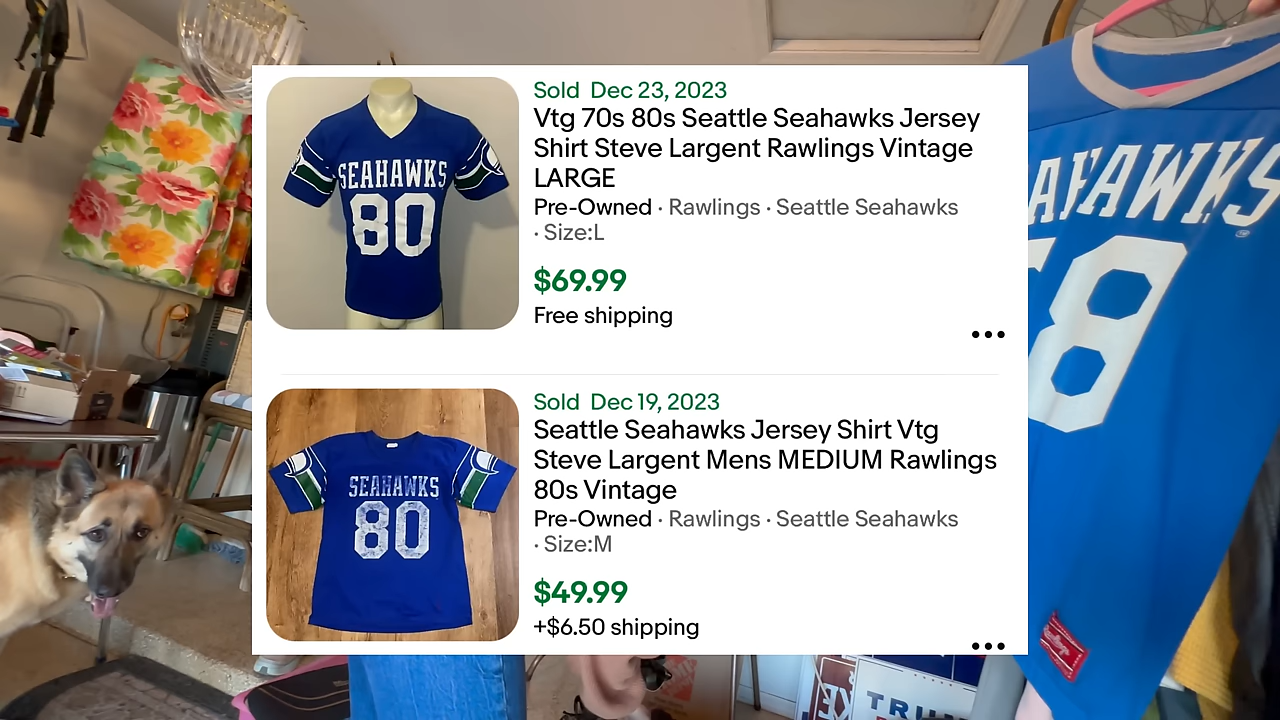 Sold Dec 23, 2023
Vtg 70s 80s Seattle Seahawks Jersey
Shirt Steve Largent Rawlings Vintage
LARGE
Pre-Owned · Rawlings · Seattle Seahawks
· Size:L
$69.99
Free shipping
SEAHAWKS
80
Sold Dec 19, 2023
Seattle Seahawks Jersey Shirt Vtg
Steve Largent Mens MEDIUM Rawlings
80s Vintage
Pre-Owned · Rawlings · Seattle Seahawks
· Size:M
$49.99
+$6.50 shipping
SEAHAWKS
80
AHAWKS
8
Rawlings